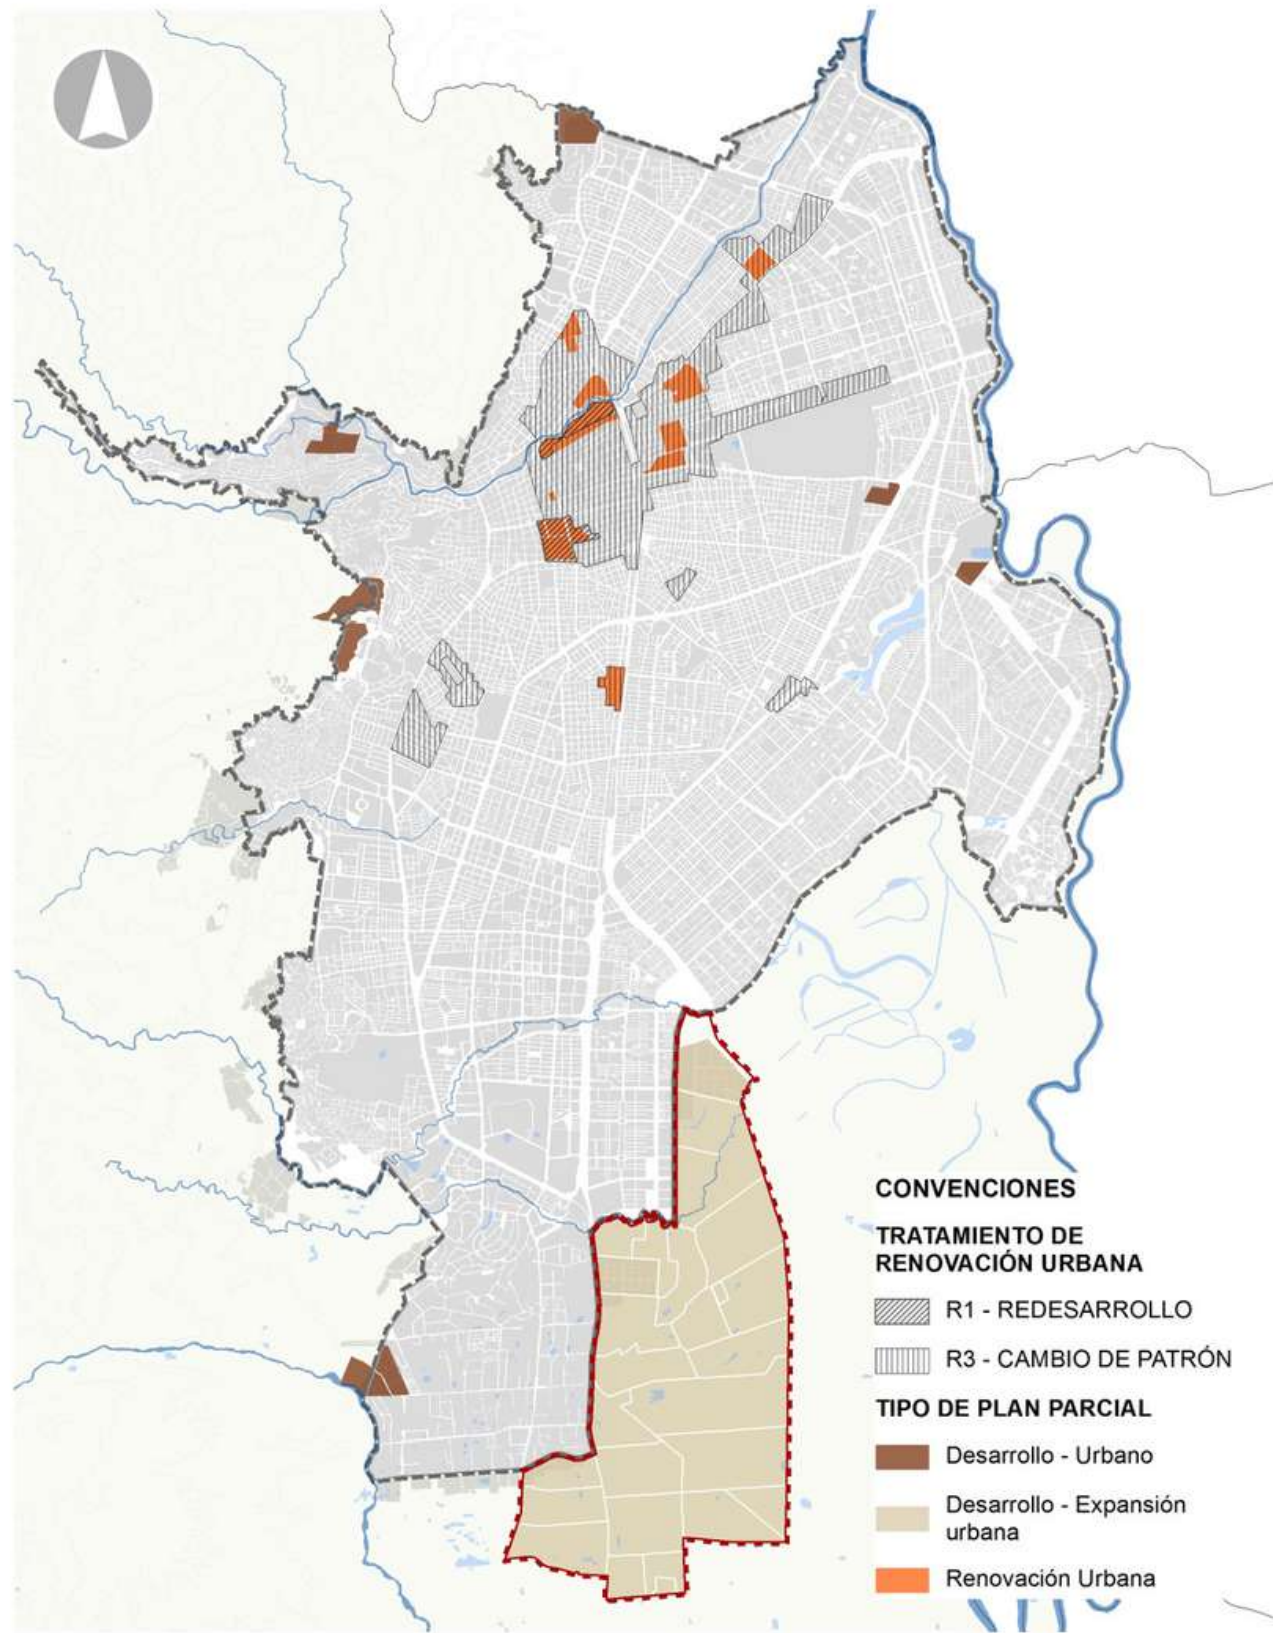 CONVENCIONES
TRATAMIENTO DE
RENOVACIÓN URBANA
R1 - REDESARROLLO
R3 - CAMBIO DE PATRÓN
TIPO DE PLAN PARCIAL
Desarrollo - Urbano
Desarrollo - Expansión
urbana
Renovación Urbana